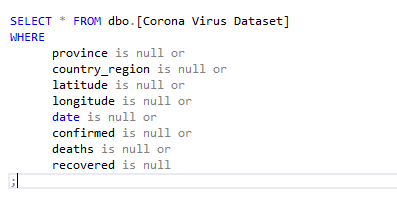 SELECT * FROM dbo.[Corona Virus Dataset]
WHERE
province is null or
country_region is null or
latitude is null or
longitude is null or
date is null or
confirmed is null or
deaths is null or
recovered is null
;